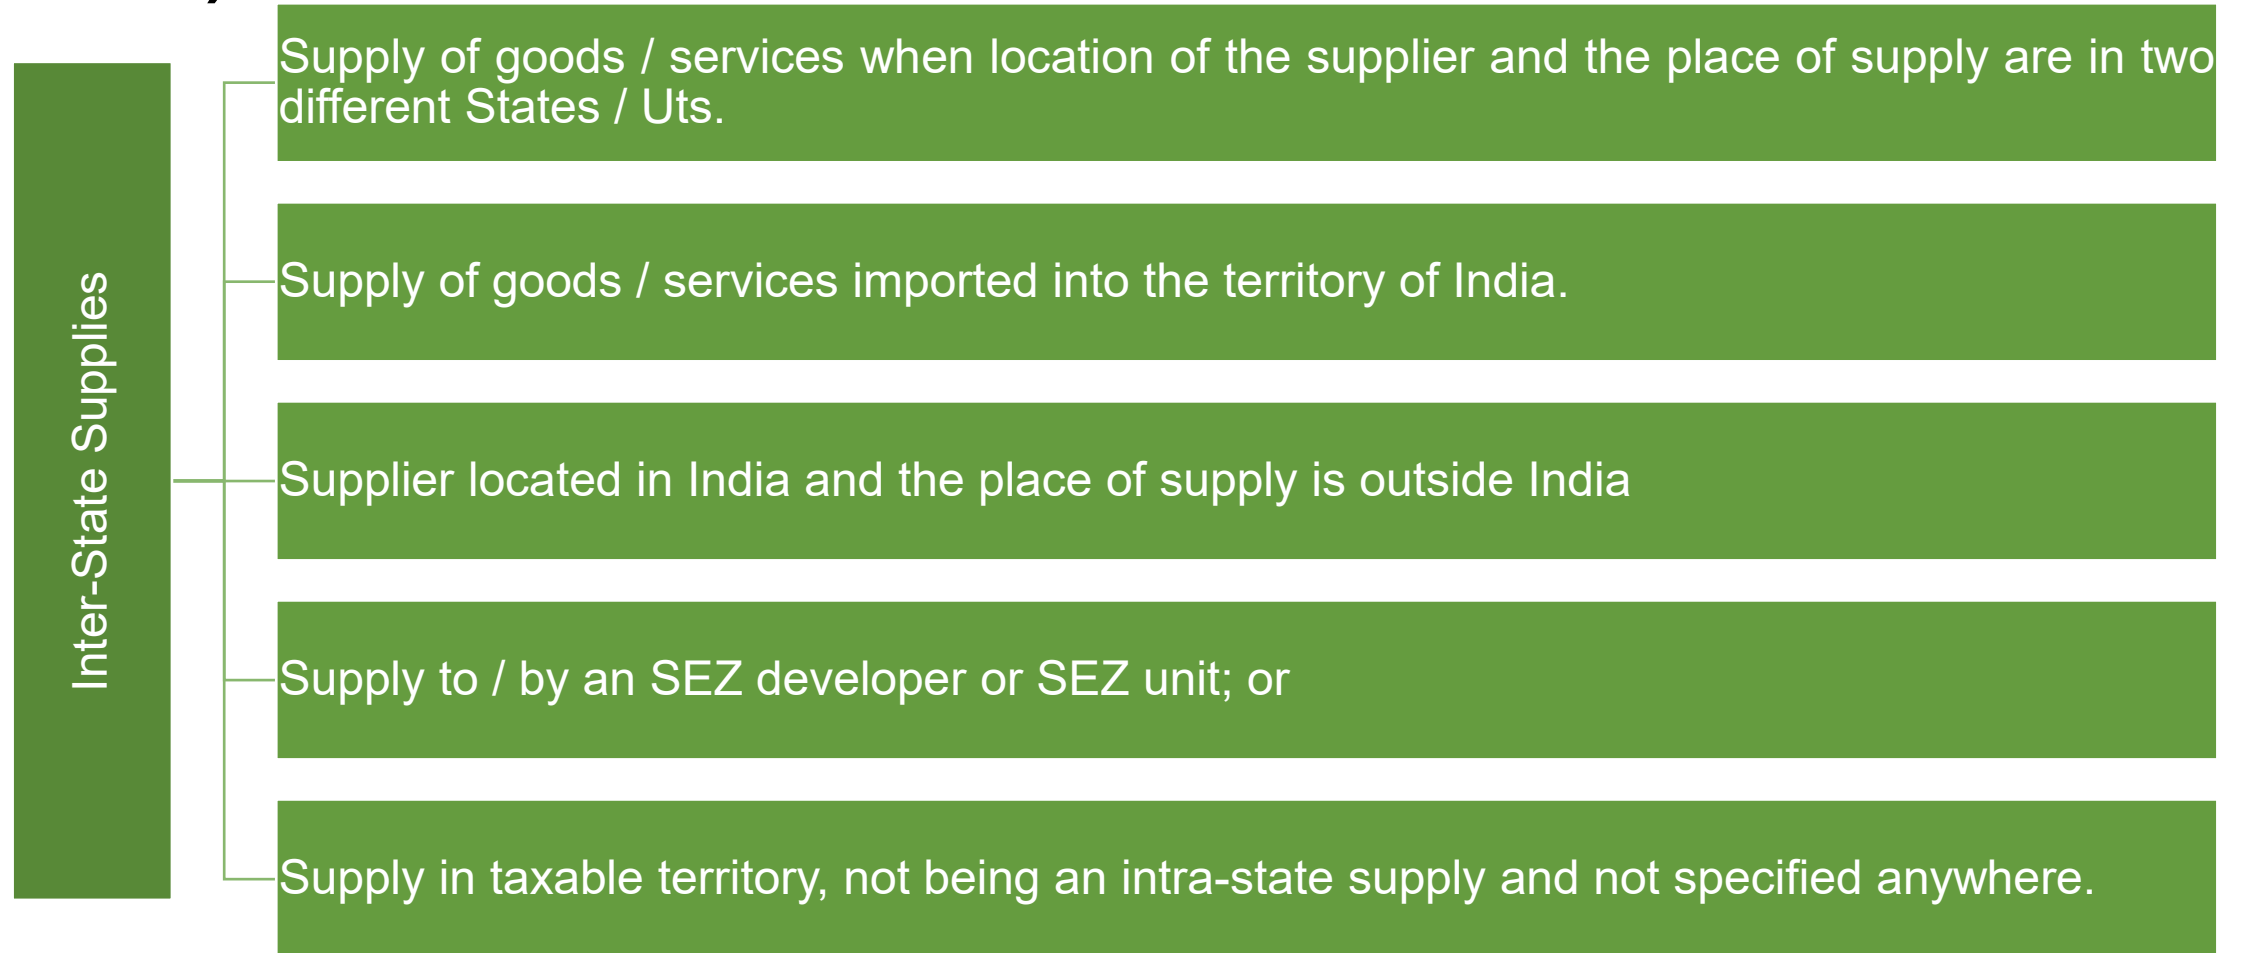 Inter-State Supplies
Supply of goods / services when location of the supplier and the place of supply are in two
different States / Uts.
Supply of goods / services imported into the territory of India.
Supplier located in India and the place of supply is outside India
Supply to / by an SEZ developer or SEZ unit; or
Supply in taxable territory, not being an intra-state supply and not specified anywhere.